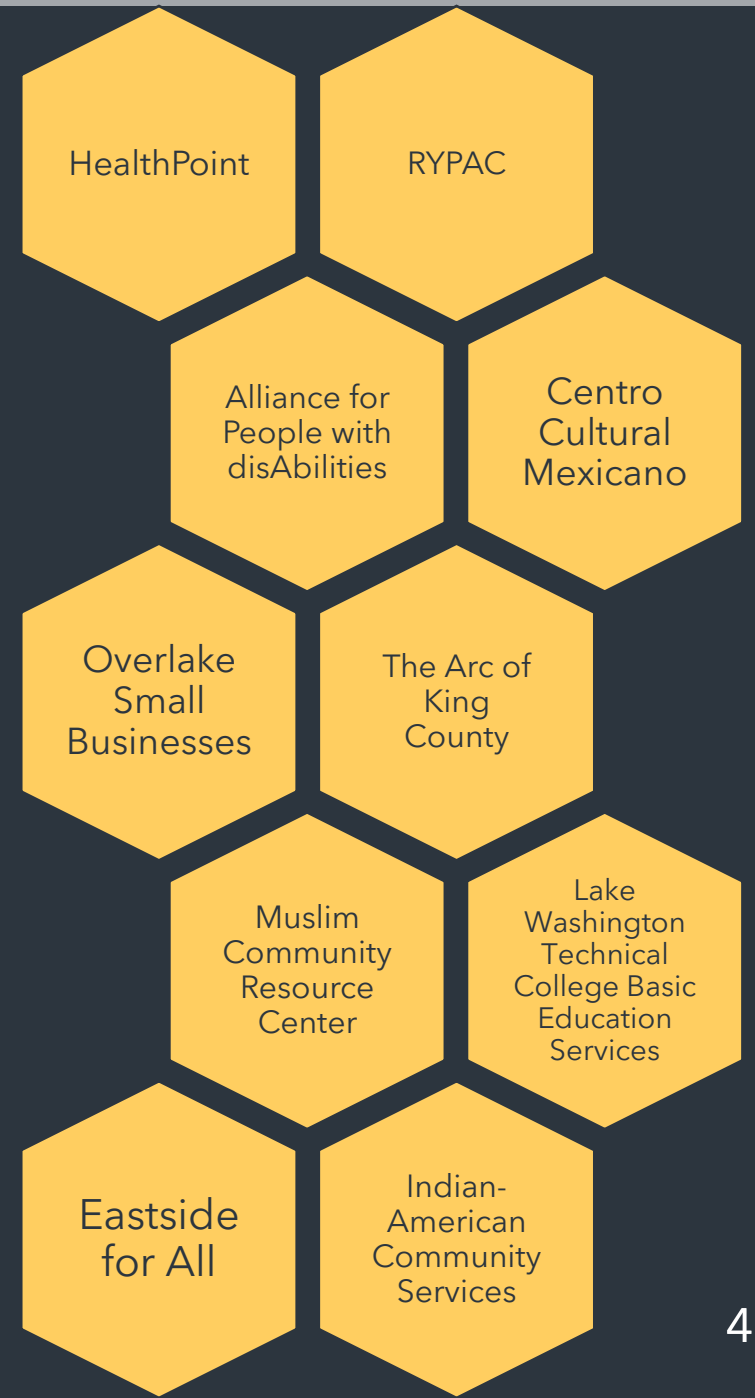 HealthPoint
RYPAC
Alliance for
People with
disAbilities
Centro
Cultural
Mexicano
Overlake
Small
Businesses
The Arc of
King
County
Muslim
Community
Resource
Center
Lake
Washington
Technical
College Basic
Education
Services
Eastside
for All
Indian-
American
Community
Services
4